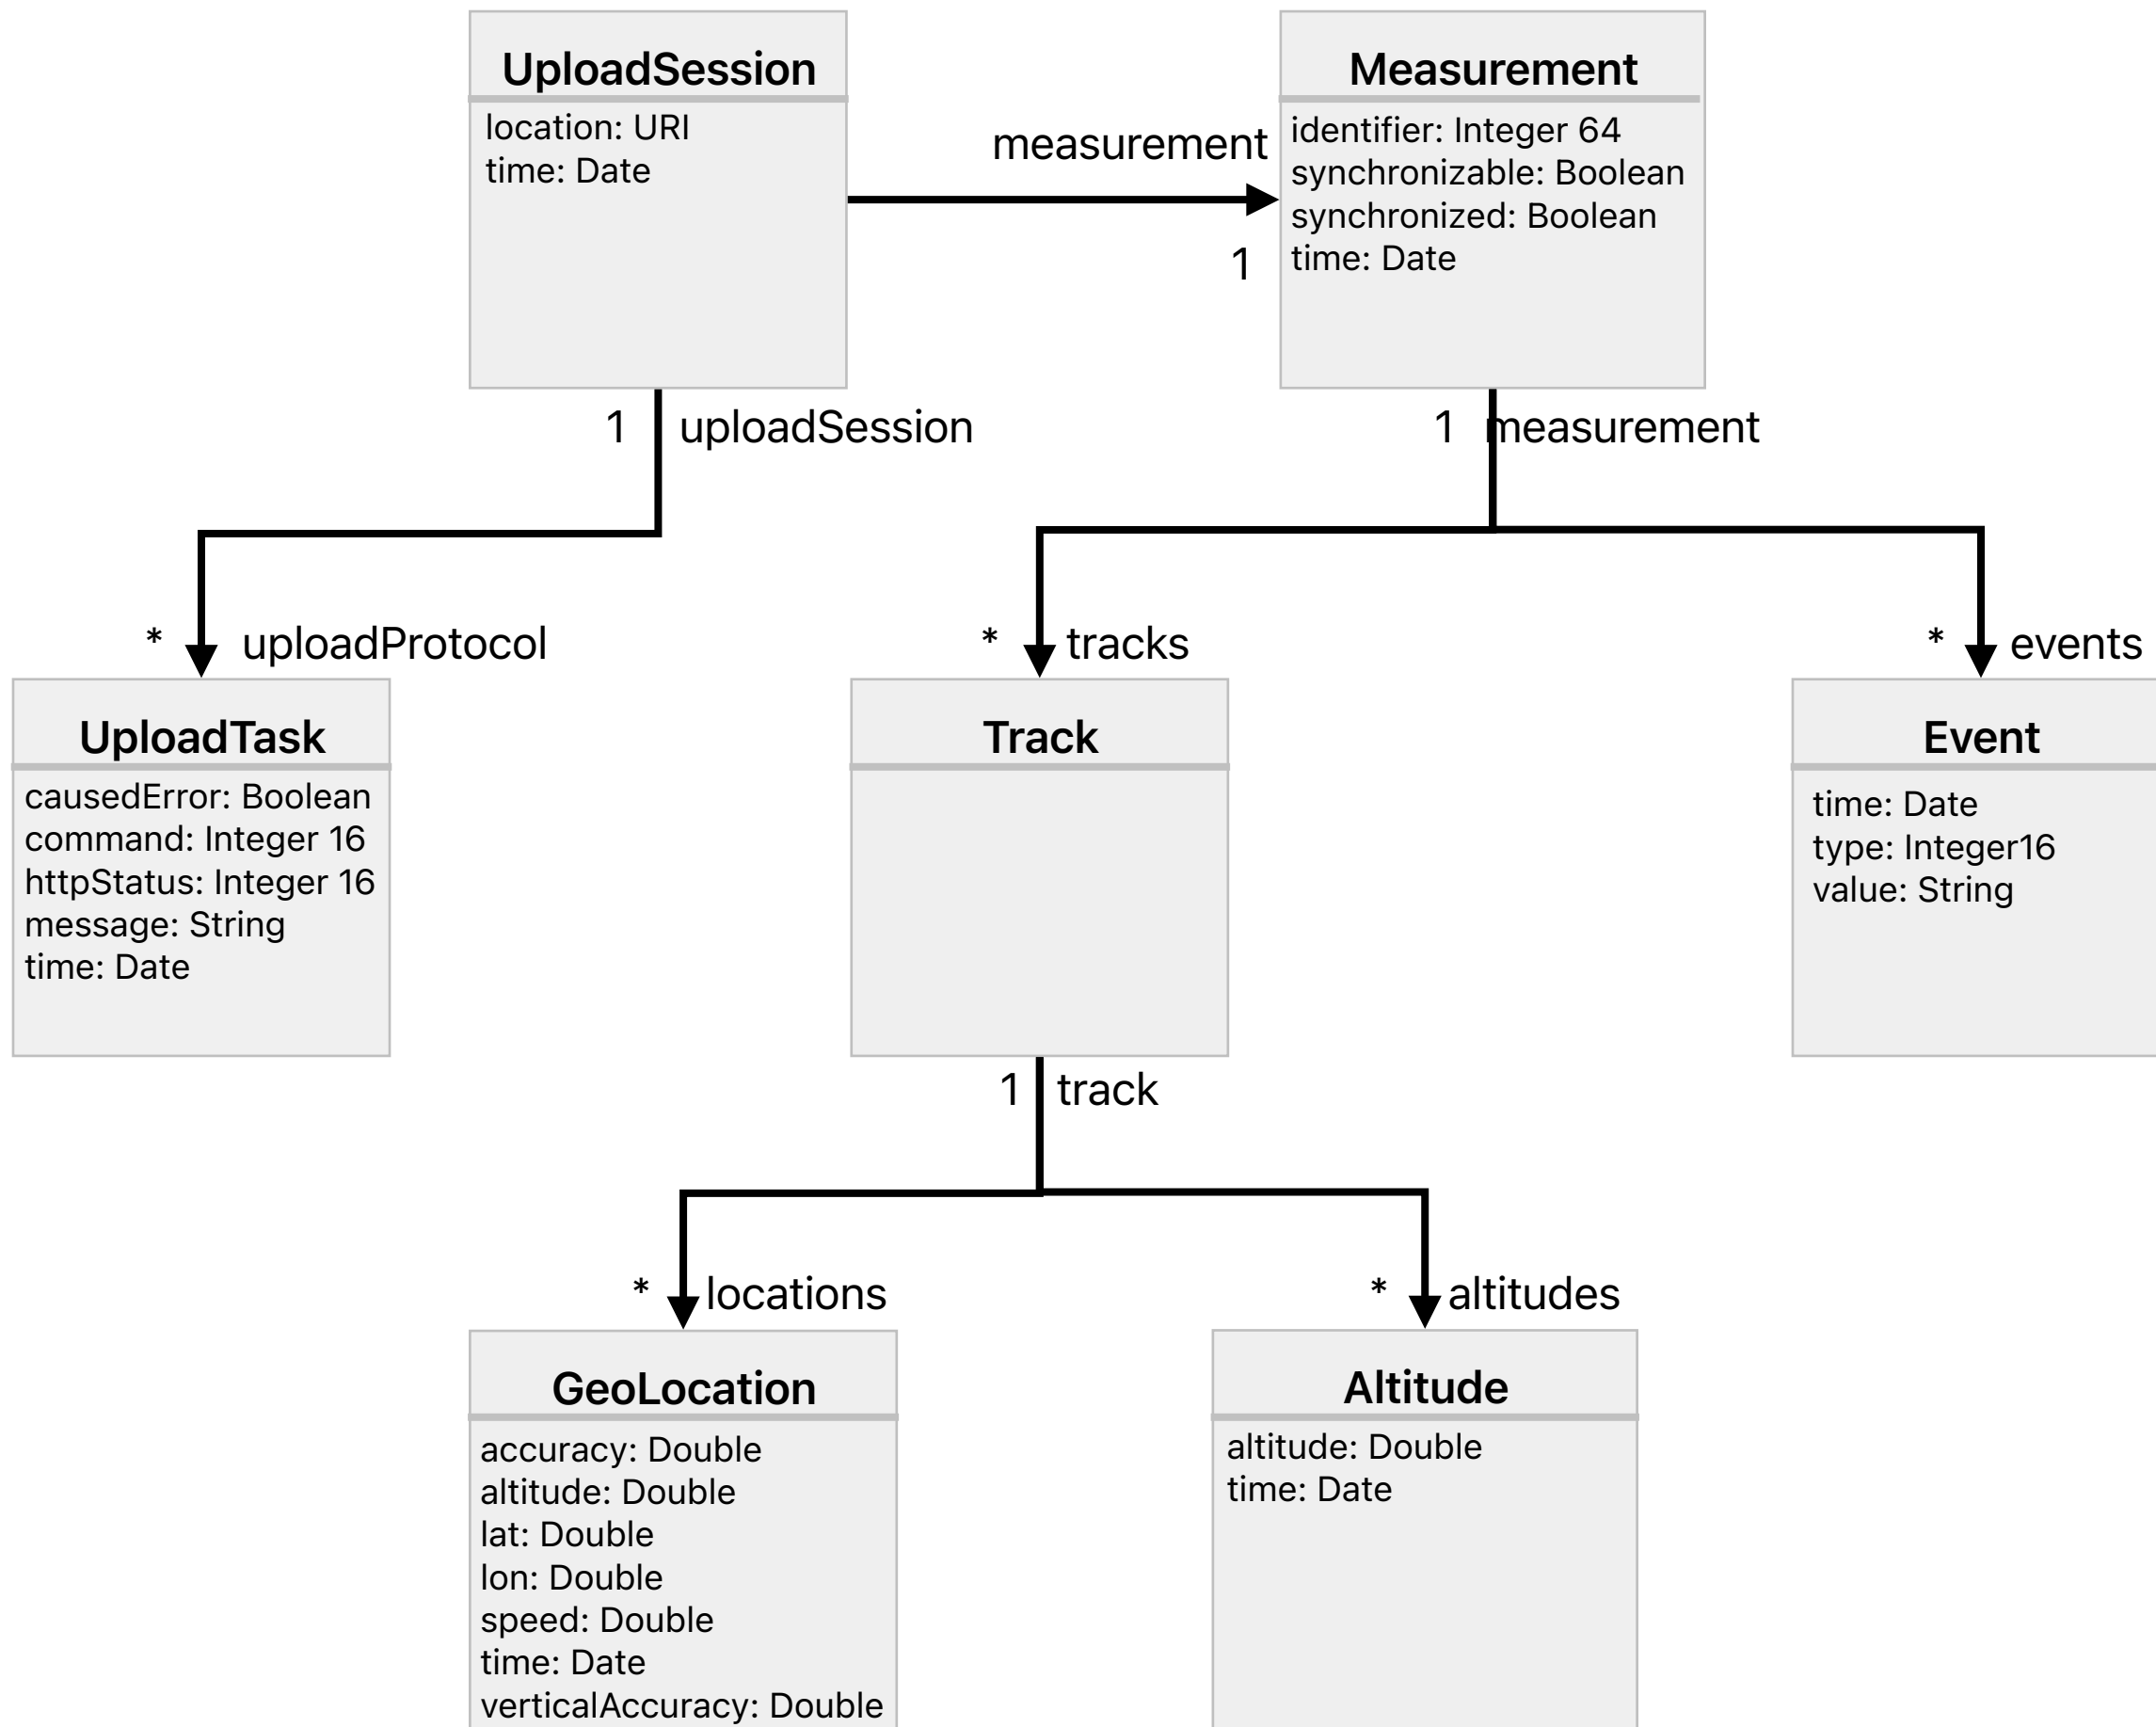 UploadSession
location: URI
time: Date
measurement
1
Measurement
identifier: Integer 64
synchronizable: Boolean
synchronized: Boolean
time: Date
1 uploadSession
1 measurement
* uploadProtocol
* tracks
* events
UploadTask
causedError: Boolean
command: Integer 16
httpStatus: Integer 16
message: String
time: Date
Track
Event
time: Date
type: Integer16
value: String
1 track
* locations
* altitudes
GeoLocation
accuracy: Double
altitude: Double
lat: Double
lon: Double
speed: Double
time: Date
verticalAccuracy: Double
Altitude
altitude: Double
time: Date